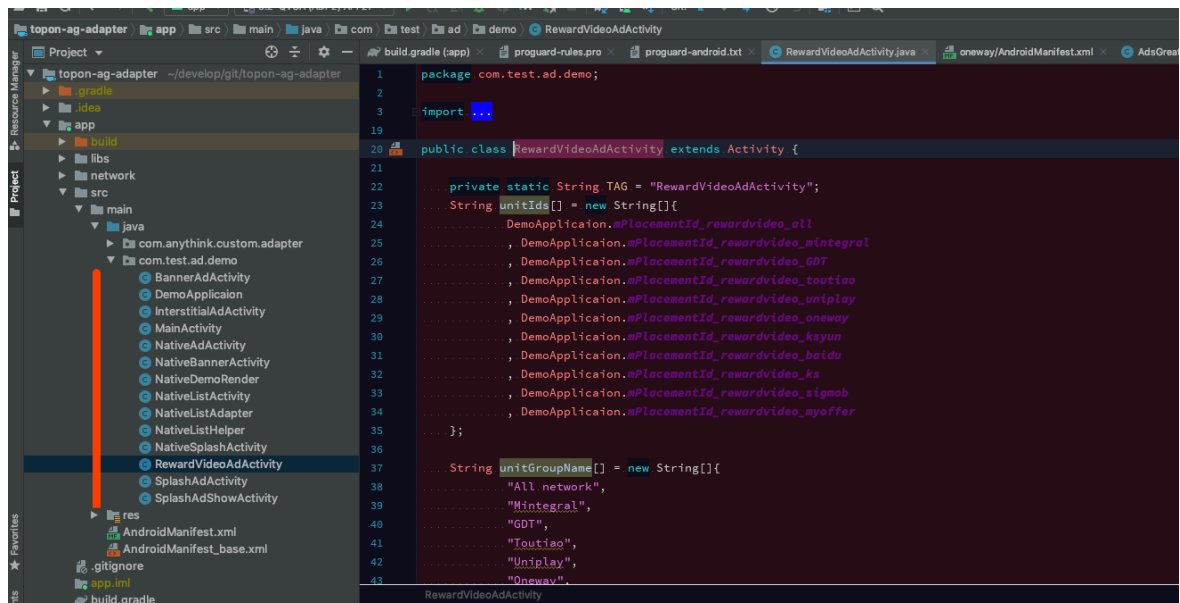 topon-ag-adapter app src main java com test ad demo RewardVideoAdActivity
Project
build.gradle (:app) proguard-rules.pro proguard-android.txt RewardVideoAdActivity.java oneway/AndroidManifest.xml AdsGreat
Resource Manager
Project
Favorites
topon-ag-adapter ~/develop/git/topon-ag-adapter
.gradle
.idea
app
build
libs
network
src
main
java
com.anythink.custom.adapter
com.test.ad.demo
BannerAdActivity
DemoApplicaion
InterstitialAdActivity
MainActivity
NativeAdActivity
NativeBannerActivity
NativeDemoRender
NativeListActivity
NativeListAdapter
NativeListHelper
NativeSplashActivity
RewardVideoAdActivity
SplashAdActivity
SplashAdShowActivity
res
AndroidManifest.xml
AndroidManifest_base.xml
.gitignore
app.iml
build.gradle
1 package com.test.ad.demo;
2
3 import ...
19
20 public class RewardVideoAdActivity extends Activity {
21
22 private static String TAG = "RewardVideoAdActivity";
23 String unitIds[] = new String[]{
24 DemoApplicaion.mPlacementId_rewardvideo_all
25 , DemoApplicaion.mPlacementId_rewardvideo_mintegral
26 , DemoApplicaion.mPlacementId_rewardvideo_GDT
27 , DemoApplicaion.mPlacementId_rewardvideo_toutiao
28 , DemoApplicaion.mPlacementId_rewardvideo_uniplay
29 , DemoApplicaion.mPlacementId_rewardvideo_oneway
30 , DemoApplicaion.mPlacementId_rewardvideo_ksyun
31 , DemoApplicaion.mPlacementId_rewardvideo_baidu
32 , DemoApplicaion.mPlacementId_rewardvideo_ks
33 , DemoApplicaion.mPlacementId_rewardvideo_sigmob
34 , DemoApplicaion.mPlacementId_rewardvideo_myoffer
35 };
36
37 String unitGroupName[] = new String[]{
38 "All network",
39 "Mintegral",
40 "GDT",
41 "Toutiao",
42 "Uniplay",
43 "Oneway",
RewardVideoAdActivity